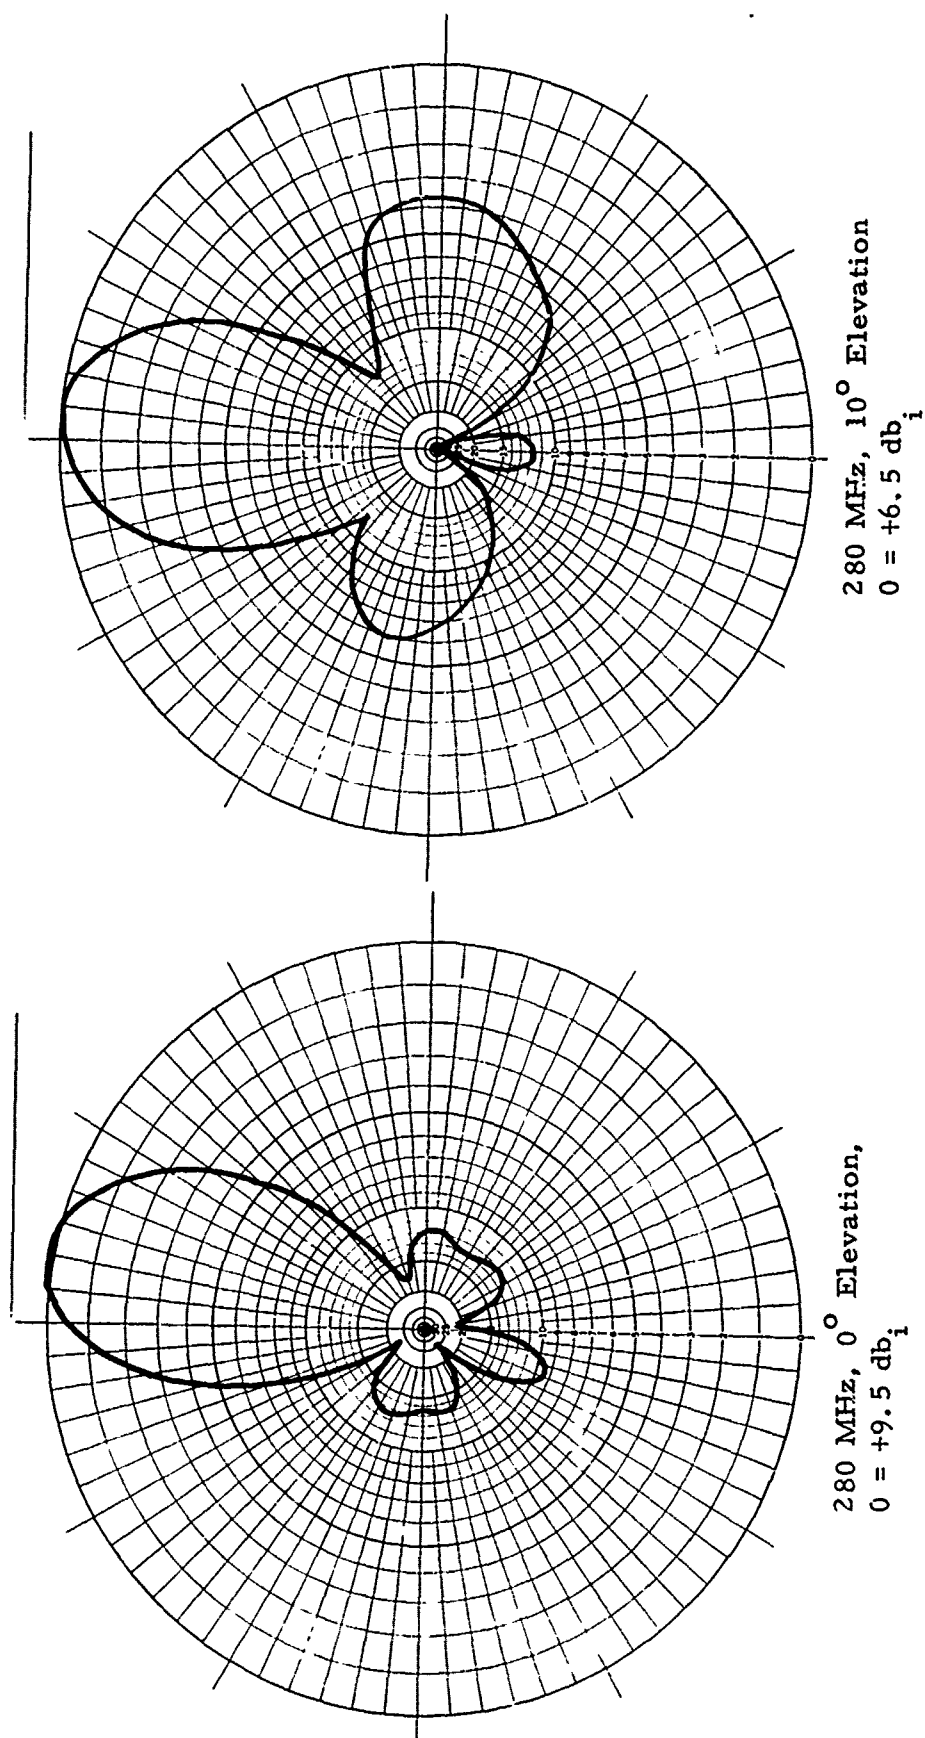 280 MHz, 10° Elevation
0 = +6.5 db_i
280 MHz, 0° Elevation,
0 = +9.5 db_i